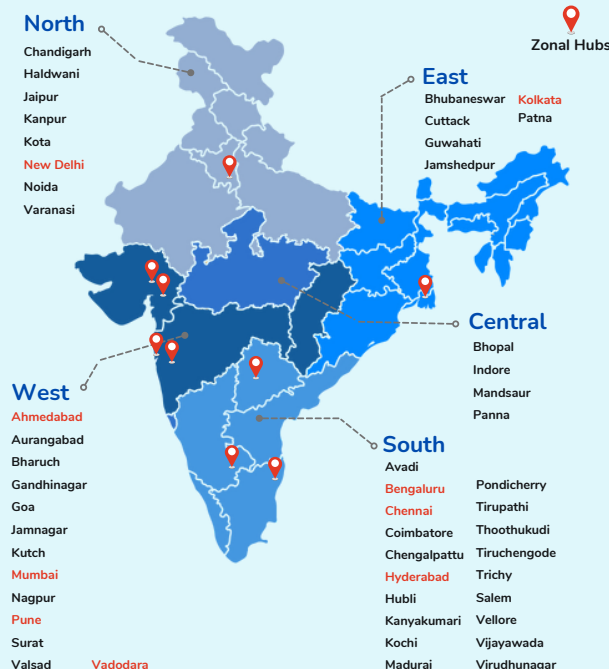 North
Chandigarh
Haldwani
Jaipur
Kanpur
Kota
New Delhi
Noida
Varanasi
Zonal Hubs
East
Bhubaneswar
Cuttack
Guwahati
Jamshedpur
Kolkata
Patna
Central
Bhopal
Indore
Mandsaur
Panna
West
Ahmedabad
Aurangabad
Bharuch
Gandhinagar
Goa
Jamnagar
Kutch
Mumbai
Nagpur
Pune
Surat
Valsad
Vadodara
South
Avadi
Bengaluru
Chennai
Coimbatore
Chengalpattu
Hyderabad
Hubli
Kanyakumari
Kochi
Madurai
Pondicherry
Tirupathi
Thoothukudi
Tiruchengode
Trichy
Salem
Vellore
Vijayawada
Virudhunagar